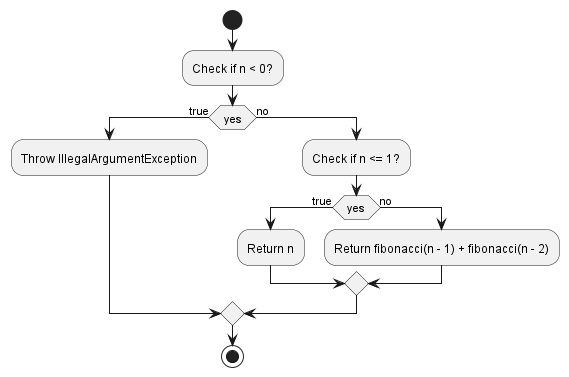 Check if n < 0?
true
yes
no
Throw IllegalArgumentException
Check if n <= 1?
true
yes
no
Return n
Return fibonacci(n - 1) + fibonacci(n - 2)